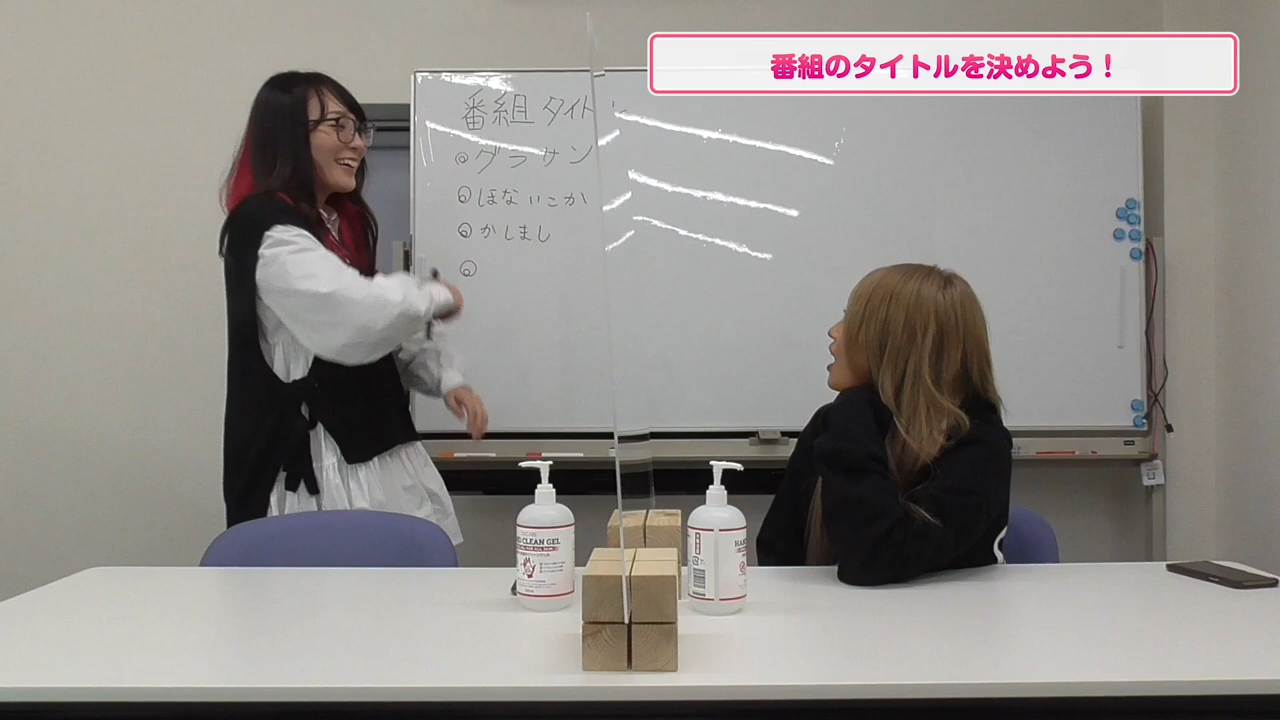 番組のタイトルを決めよう！
番組タイト
◎グラサン
◎ほないこか
◎かしまし
◎
CLEAN GEL